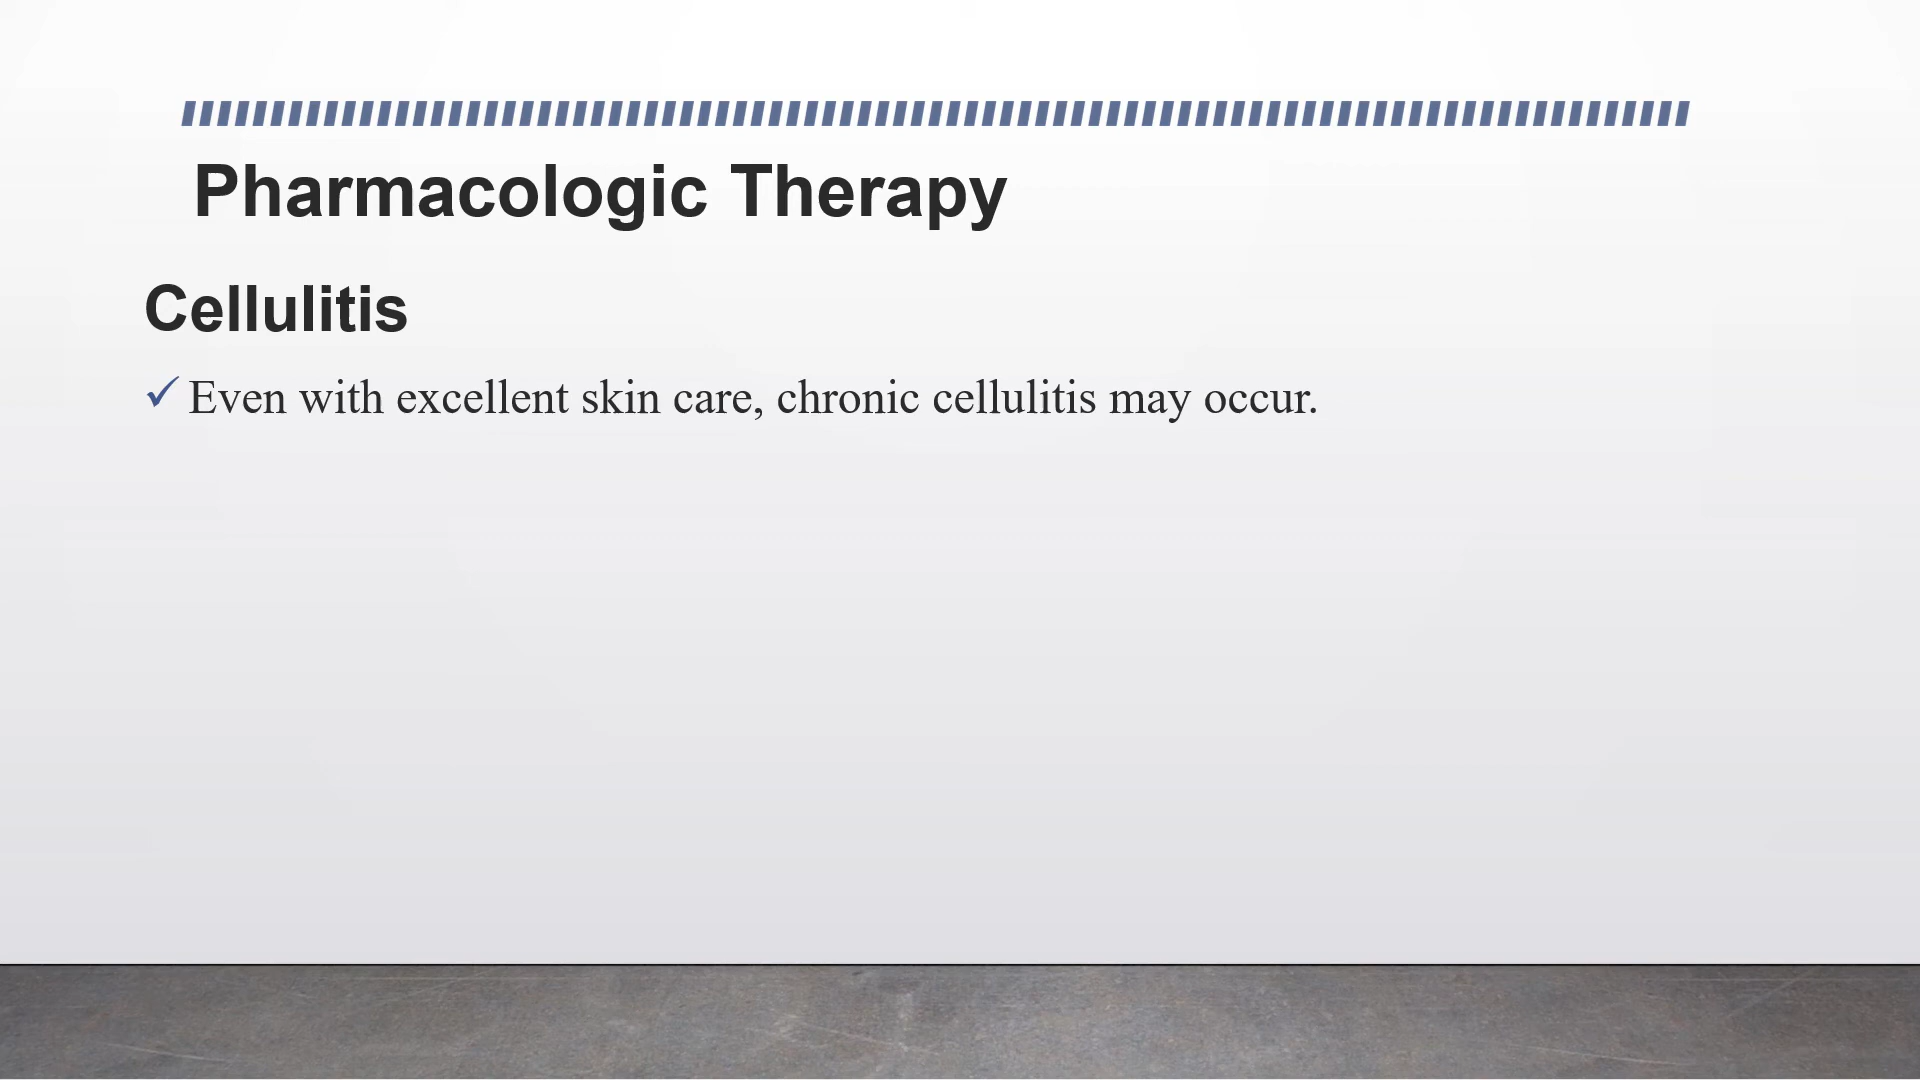 Pharmacologic Therapy
Cellulitis
✓ Even with excellent skin care, chronic cellulitis may occur.